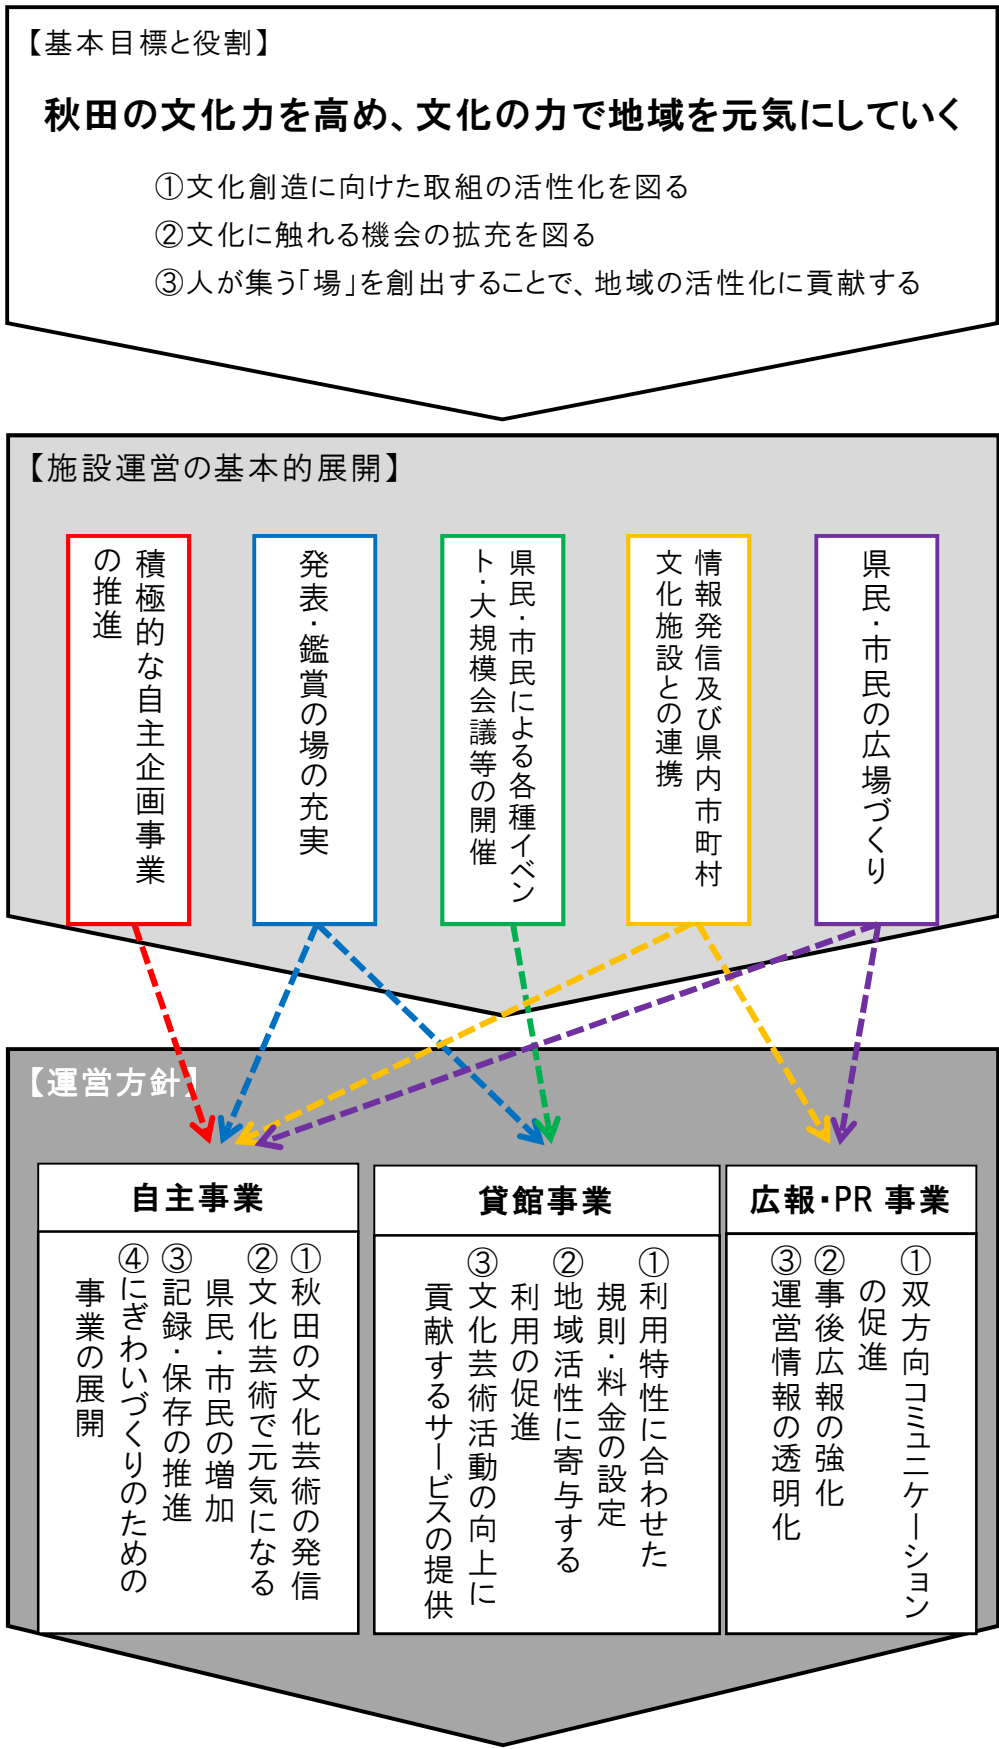 【基本目標と役割】
秋田の文化力を高め、文化の力で地域を元気にしていく
①文化創造に向けた取組の活性化を図る
②文化に触れる機会の拡充を図る
③人が集う「場」を創出することで、地域の活性化に貢献する
【施設運営の基本的展開】
積極的な自主企画事業
の推進
発表・鑑賞の場の充実
県民・市民による各種イベン
ト・大規模会議等の開催
情報発信及び県内市町村
文化施設との連携
県民・市民の広場づくり
【運営方針】
自主事業
①秋田の文化芸術の発信
②文化芸術で元気になる
県民・市民の増加
③記録・保存の推進
④にぎわいづくりのための
事業の展開
貸館事業
①利用特性に合わせた
規則・料金の設定
②地域活性に寄与する
利用の促進
③文化芸術活動の向上に
貢献するサービスの提供
広報・PR 事業
①双方向コミュニケーション
の促進
②事後広報の強化
③運営情報の透明化